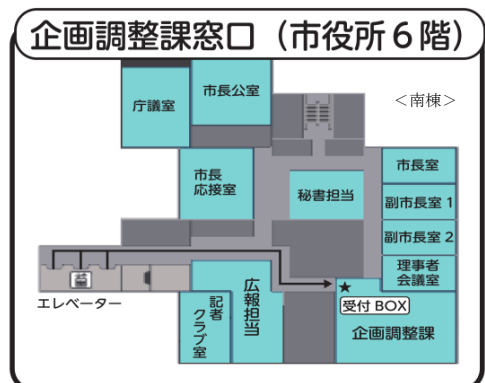 企画調整課窓口（市役所６階）
市長公室
庁議室
＜南棟＞
市長
応接室
秘書担当
市長室
副市長室 1
副市長室 2
理事者
会議室
エレベーター
広報担当
記者
クラブ室
★
受付 BOX
企画調整課